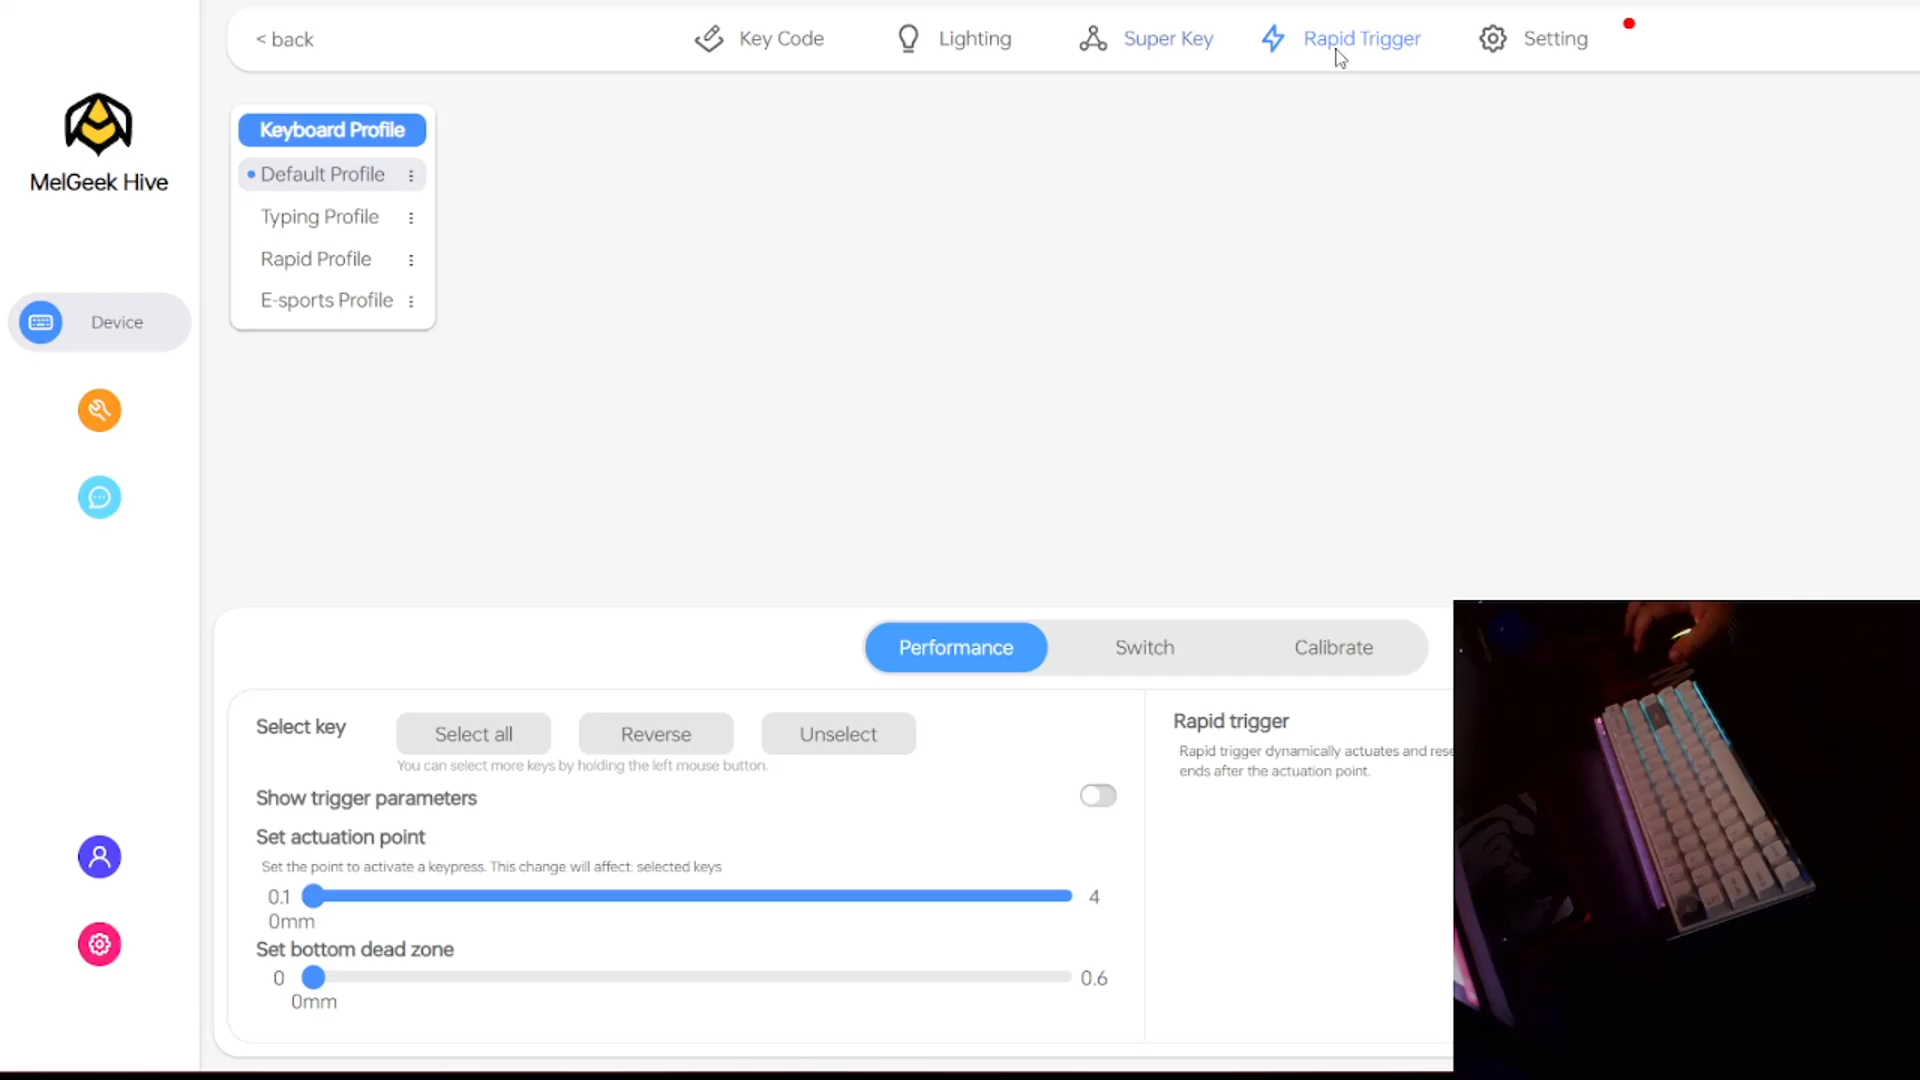 < back
Key Code
Lighting
Super Key
Rapid Trigger
Setting
MelGeek Hive
Keyboard Profile
Default Profile
Typing Profile
Rapid Profile
E-sports Profile
Device
Performance
Switch
Calibrate
Select key
Select all
Reverse
Unselect
You can select more keys by holding the left mouse button.
Show trigger parameters
Set actuation point
Set the point to activate a keypress. This change will affect: selected keys
0.1
4
0mm
Set bottom dead zone
0
0.6
0mm
Rapid trigger
Rapid trigger dynamically actuates and rese
ends after the actuation point.